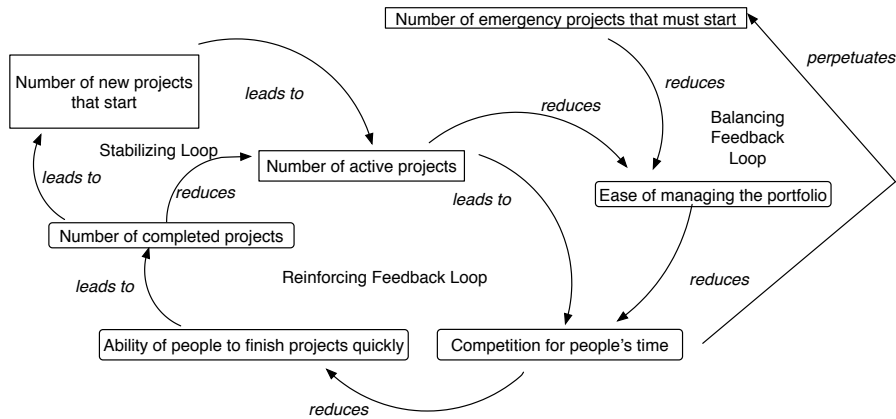 Number of emergency projects that must start
perpetuates
Number of new projects
that start
leads to
reduces
reduces
Balancing
Feedback
Loop
Stabilizing Loop
Number of active projects
leads to
reduces
leads to
Ease of managing the portfolio
Number of completed projects
Reinforcing Feedback Loop
reduces
leads to
Ability of people to finish projects quickly
Competition for people's time
reduces